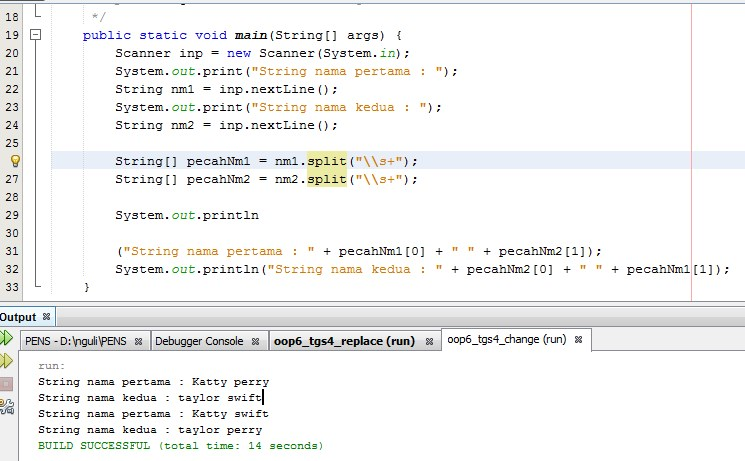 18 */
19 public static void main(String[] args) {
20 Scanner inp = new Scanner(System.in);
21 System.out.print("String nama pertama : ");
22 String nm1 = inp.nextLine();
23 System.out.print("String nama kedua : ");
24 String nm2 = inp.nextLine();
25
String[] pecahNm1 = nm1.split("\\s+");
27 String[] pecahNm2 = nm2.split("\\s+");
28
29 System.out.println
30
31 ("String nama pertama : " + pecahNm1[0] + " " + pecahNm2[1]);
32 System.out.println("String nama kedua : " + pecahNm2[0] + " " + pecahNm1[1]);
33 }
Output
PENS - D:\nguli\PENS Debugger Console oop6_tgs4_replace (run) oop6_tgs4_change (run)
run:
String nama pertama : Katty perry
String nama kedua : taylor swift
String nama pertama : Katty swift
String nama kedua : taylor perry
BUILD SUCCESSFUL (total time: 14 seconds)